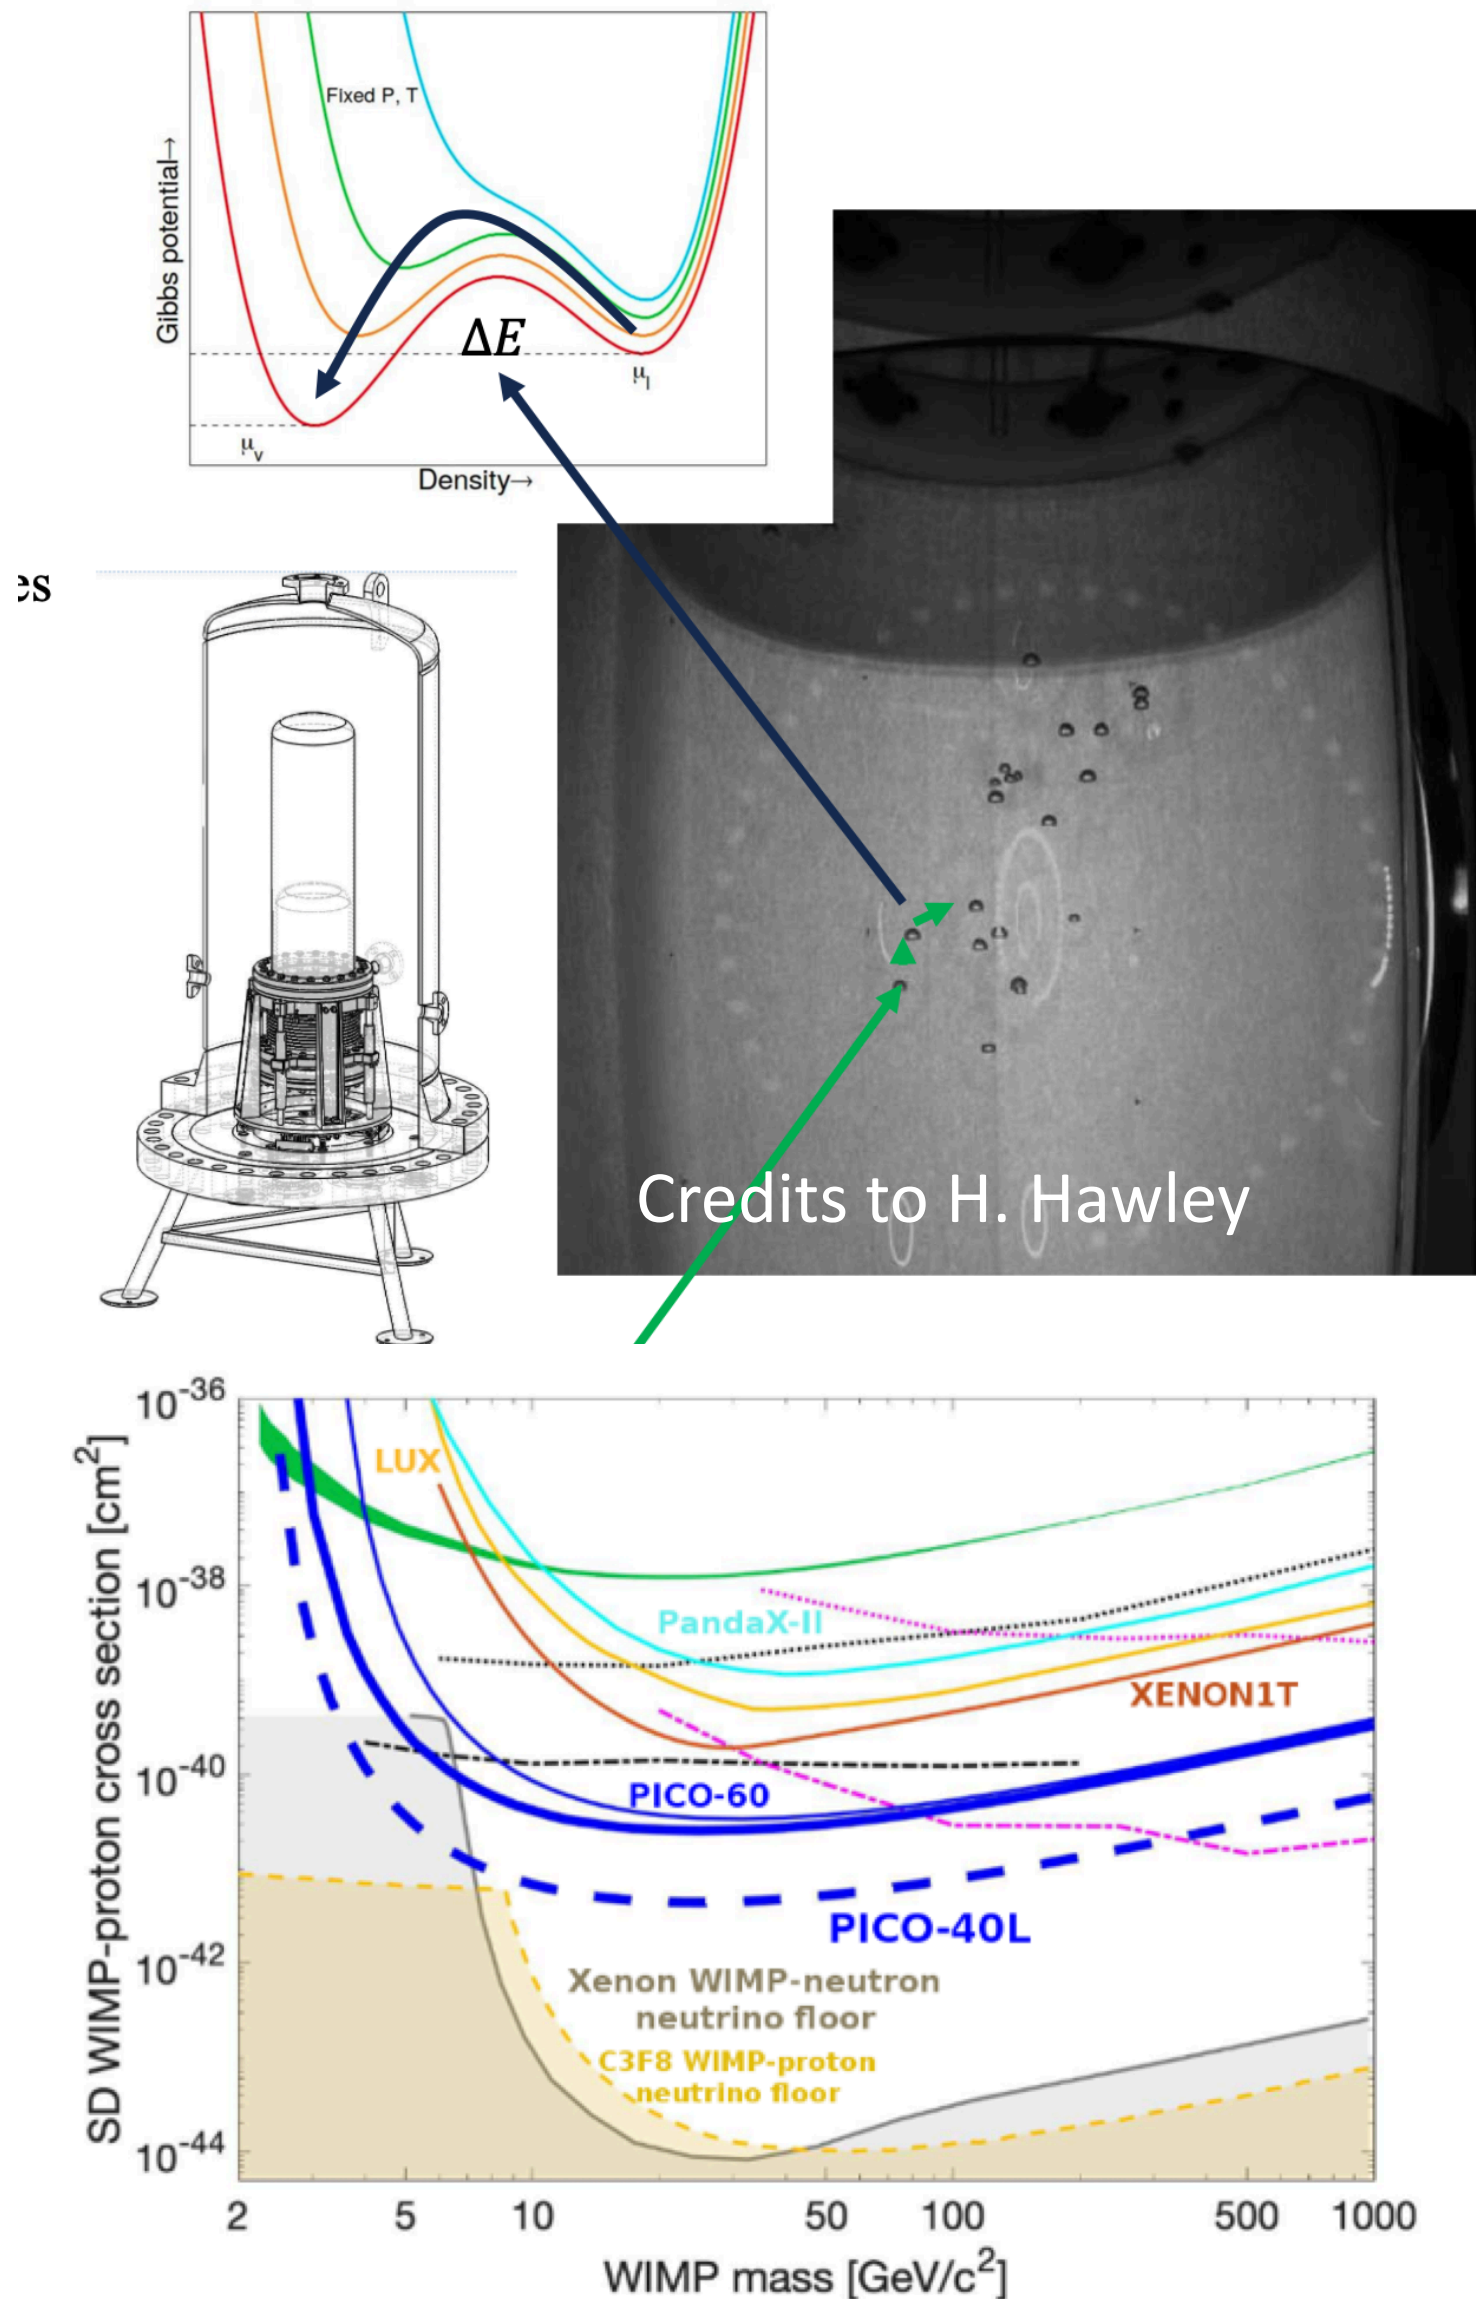 Fixed P, T
Gibbs potential→
ΔE
μl
μv
Density→
es
Credits to H. Hawley
SD WIMP-proton cross section [cm²]
10⁻³⁶
10⁻³⁸
10⁻⁴⁰
10⁻⁴²
10⁻⁴⁴
LUX
PandaX-II
XENON1T
PICO-60
PICO-40L
Xenon WIMP-neutron
neutrino floor
C3F8 WIMP-proton
neutrino floor
2 5 10 50 100 500 1000
WIMP mass [GeV/c²]